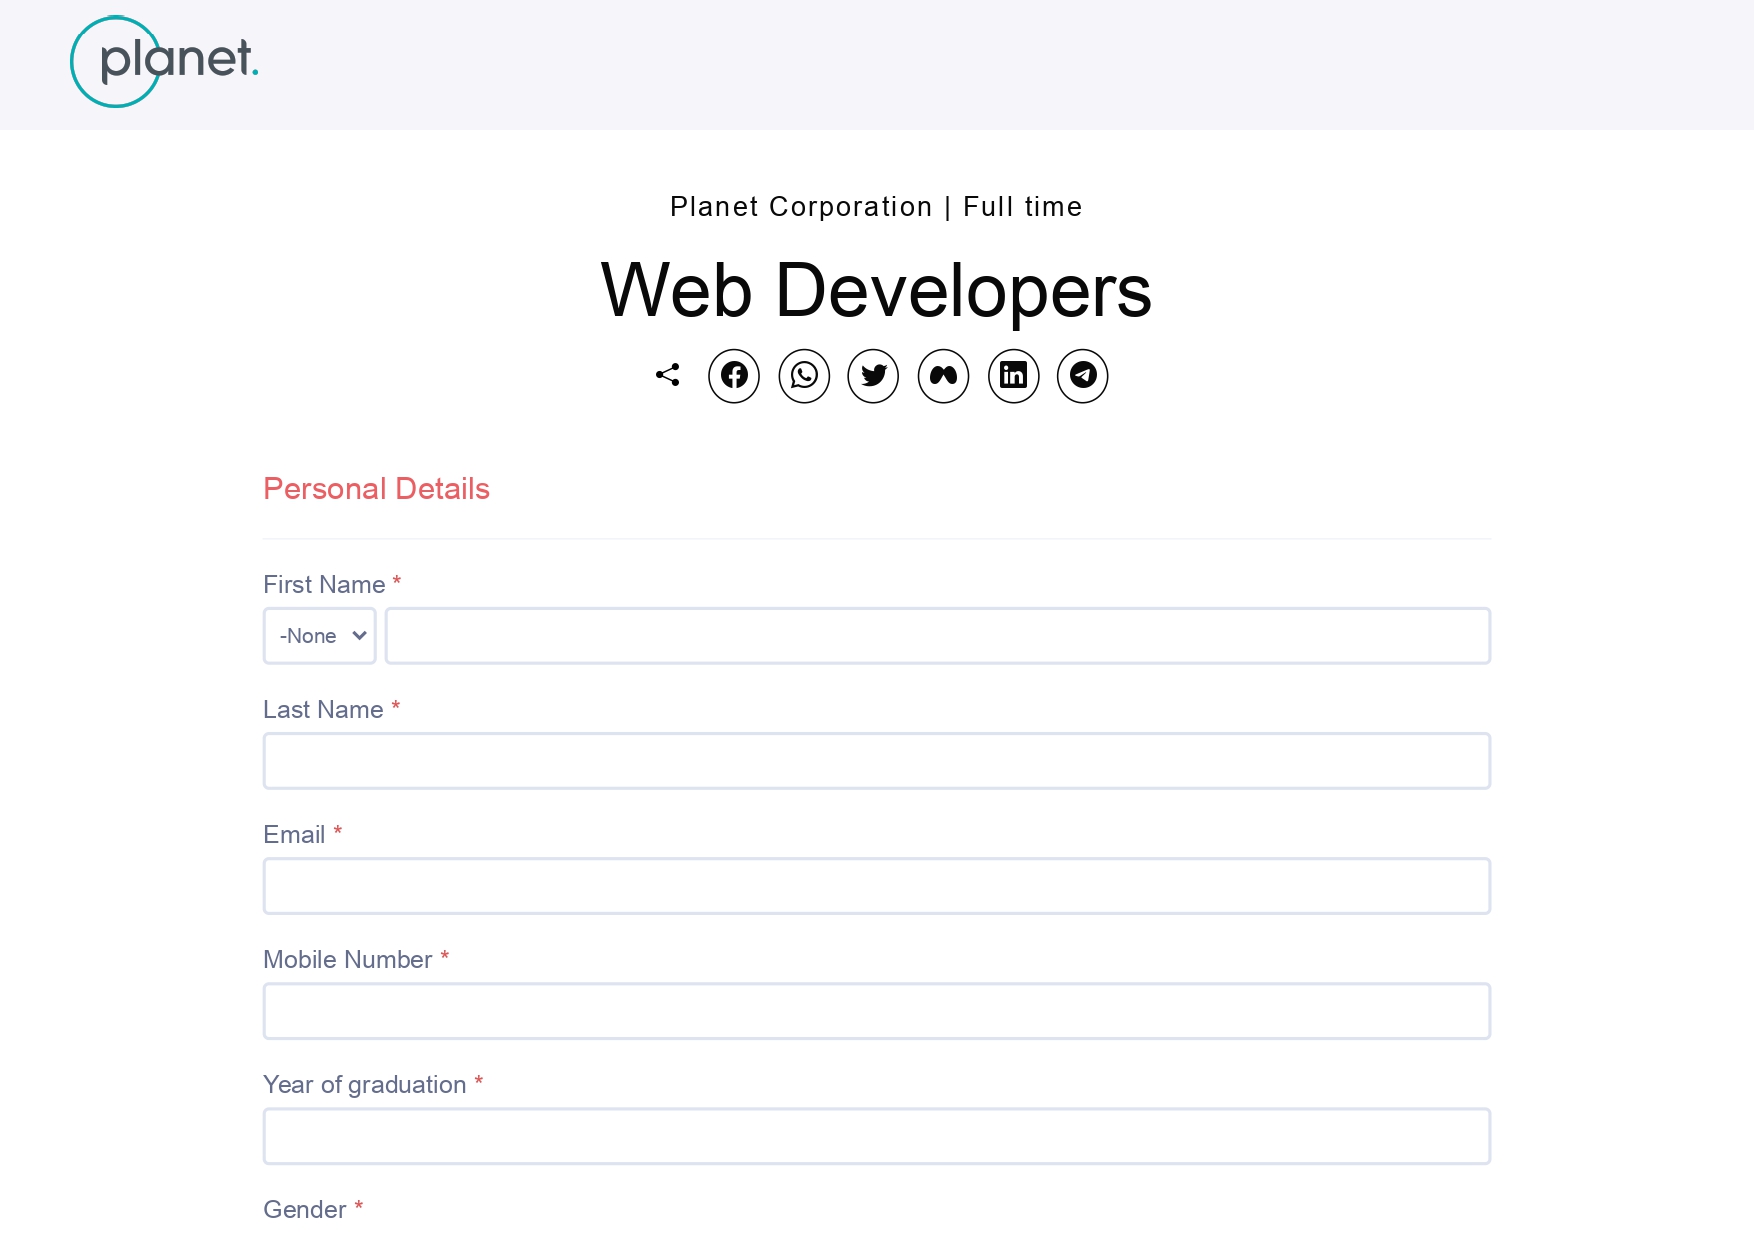 planet.
Planet Corporation | Full time
Web Developers
Personal Details
First Name *
-None
Last Name *
Email *
Mobile Number *
Year of graduation *
Gender *